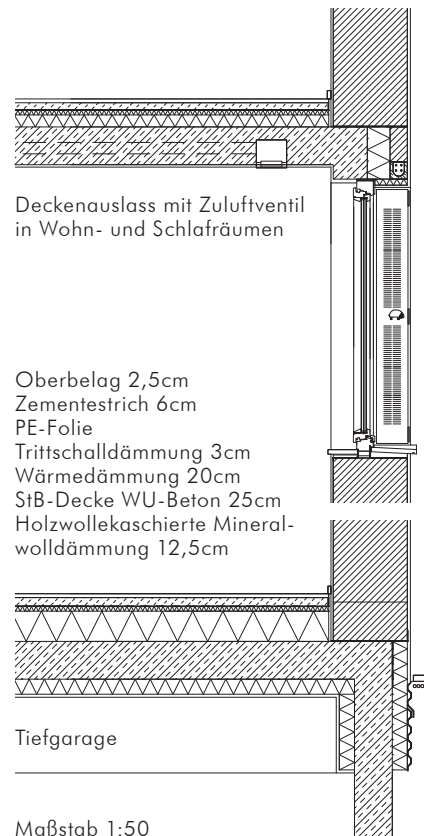 Deckenauslass mit Zuluftventil
in Wohn- und Schlafräumen
Oberbelag 2,5cm
Zementestrich 6cm
PE-Folie
Trittschalldämmung 3cm
Wärmedämmung 20cm
StB-Decke WU-Beton 25cm
Holzwollekaschierte Mineral-
wolldämmung 12,5cm
Tiefgarage
Maßstab 1:50